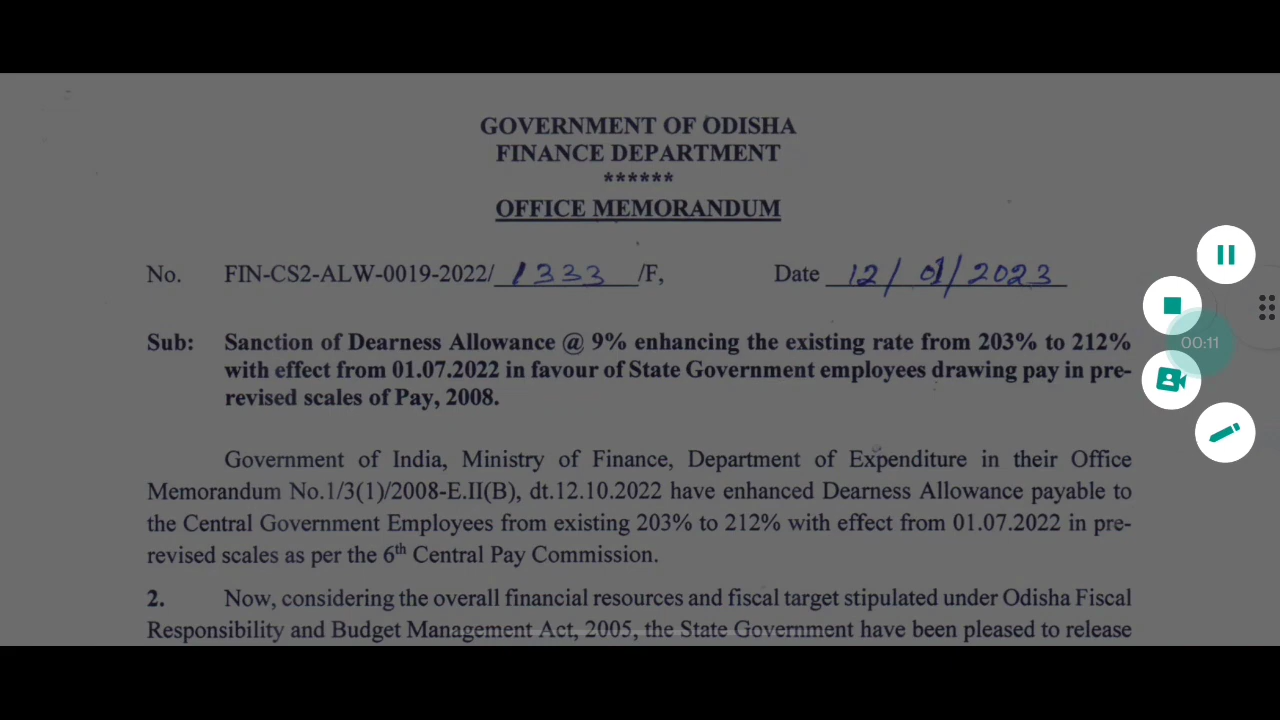 GOVERNMENT OF ODISHA
FINANCE DEPARTMENT
******
OFFICE MEMORANDUM
No. FIN-CS2-ALW-0019-2022/ 1333 /F, Date 12/01/2023
Sub: Sanction of Dearness Allowance @ 9% enhancing the existing rate from 203% to 212%
with effect from 01.07.2022 in favour of State Government employees drawing pay in pre-
revised scales of Pay, 2008.
Government of India, Ministry of Finance, Department of Expenditure in their Office
Memorandum No.1/3(1)/2008-E.II(B), dt.12.10.2022 have enhanced Dearness Allowance payable to
the Central Government Employees from existing 203% to 212% with effect from 01.07.2022 in pre-
revised scales as per the 6th Central Pay Commission.
2. Now, considering the overall financial resources and fiscal target stipulated under Odisha Fiscal
Responsibility and Budget Management Act, 2005, the State Government have been pleased to release
00:11